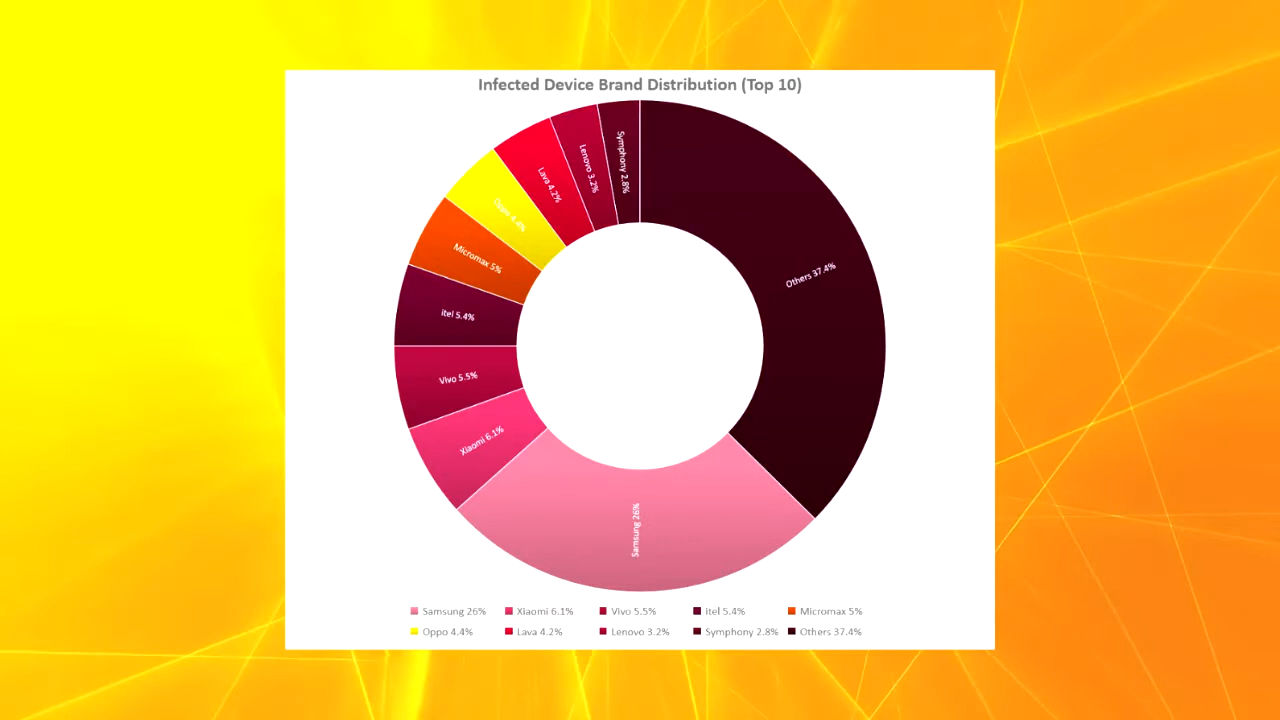 Infected Device Brand Distribution (Top 10)
Symphony 2.8%
Lenovo 3.2%
Lava 4.2%
Oppo 4.4%
Micromax 5%
itel 5.4%
Vivo 5.5%
Xiaomi 6.1%
Samsung 26%
Others 37.4%
Samsung 26% Xiaomi 6.1% Vivo 5.5% itel 5.4% Micromax 5%
Oppo 4.4% Lava 4.2% Lenovo 3.2% Symphony 2.8% Others 37.4%